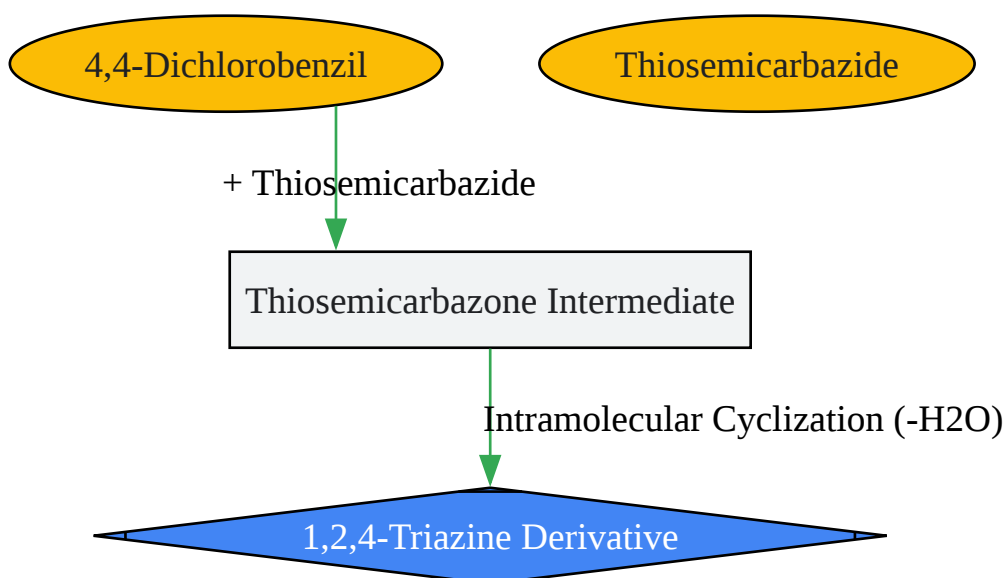 4,4-Dichlorobenzil
Thiosemicarbazide
+ Thiosemicarbazide
Thiosemicarbazone Intermediate
Intramolecular Cyclization (-H2O)
1,2,4-Triazine Derivative